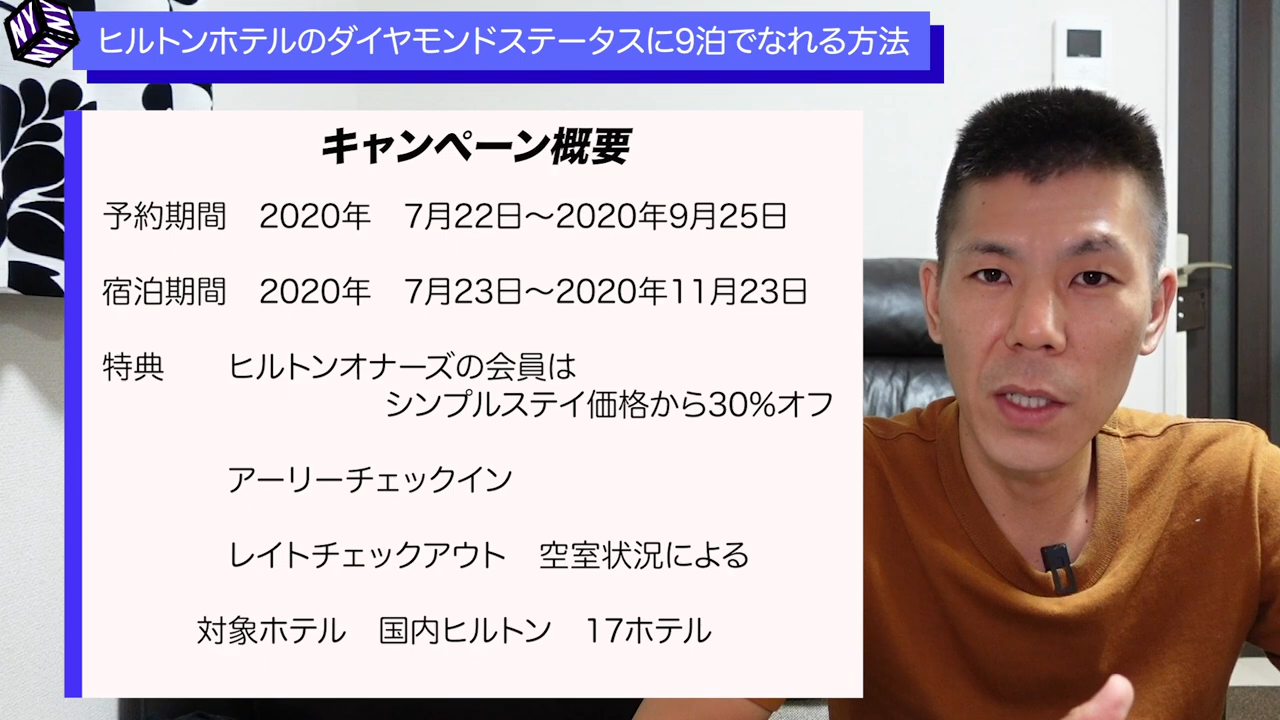 NY NY NY
ヒルトンホテルのダイヤモンドステータスに9泊でなれる方法
キャンペーン概要
予約期間　2020年　7月22日〜2020年9月25日
宿泊期間　2020年　7月23日〜2020年11月23日
特典　　ヒルトンオナーズの会員は
シンプルステイ価格から30%オフ
アーリーチェックイン
レイトチェックアウト　空室状況による
対象ホテル　国内ヒルトン　17ホテル